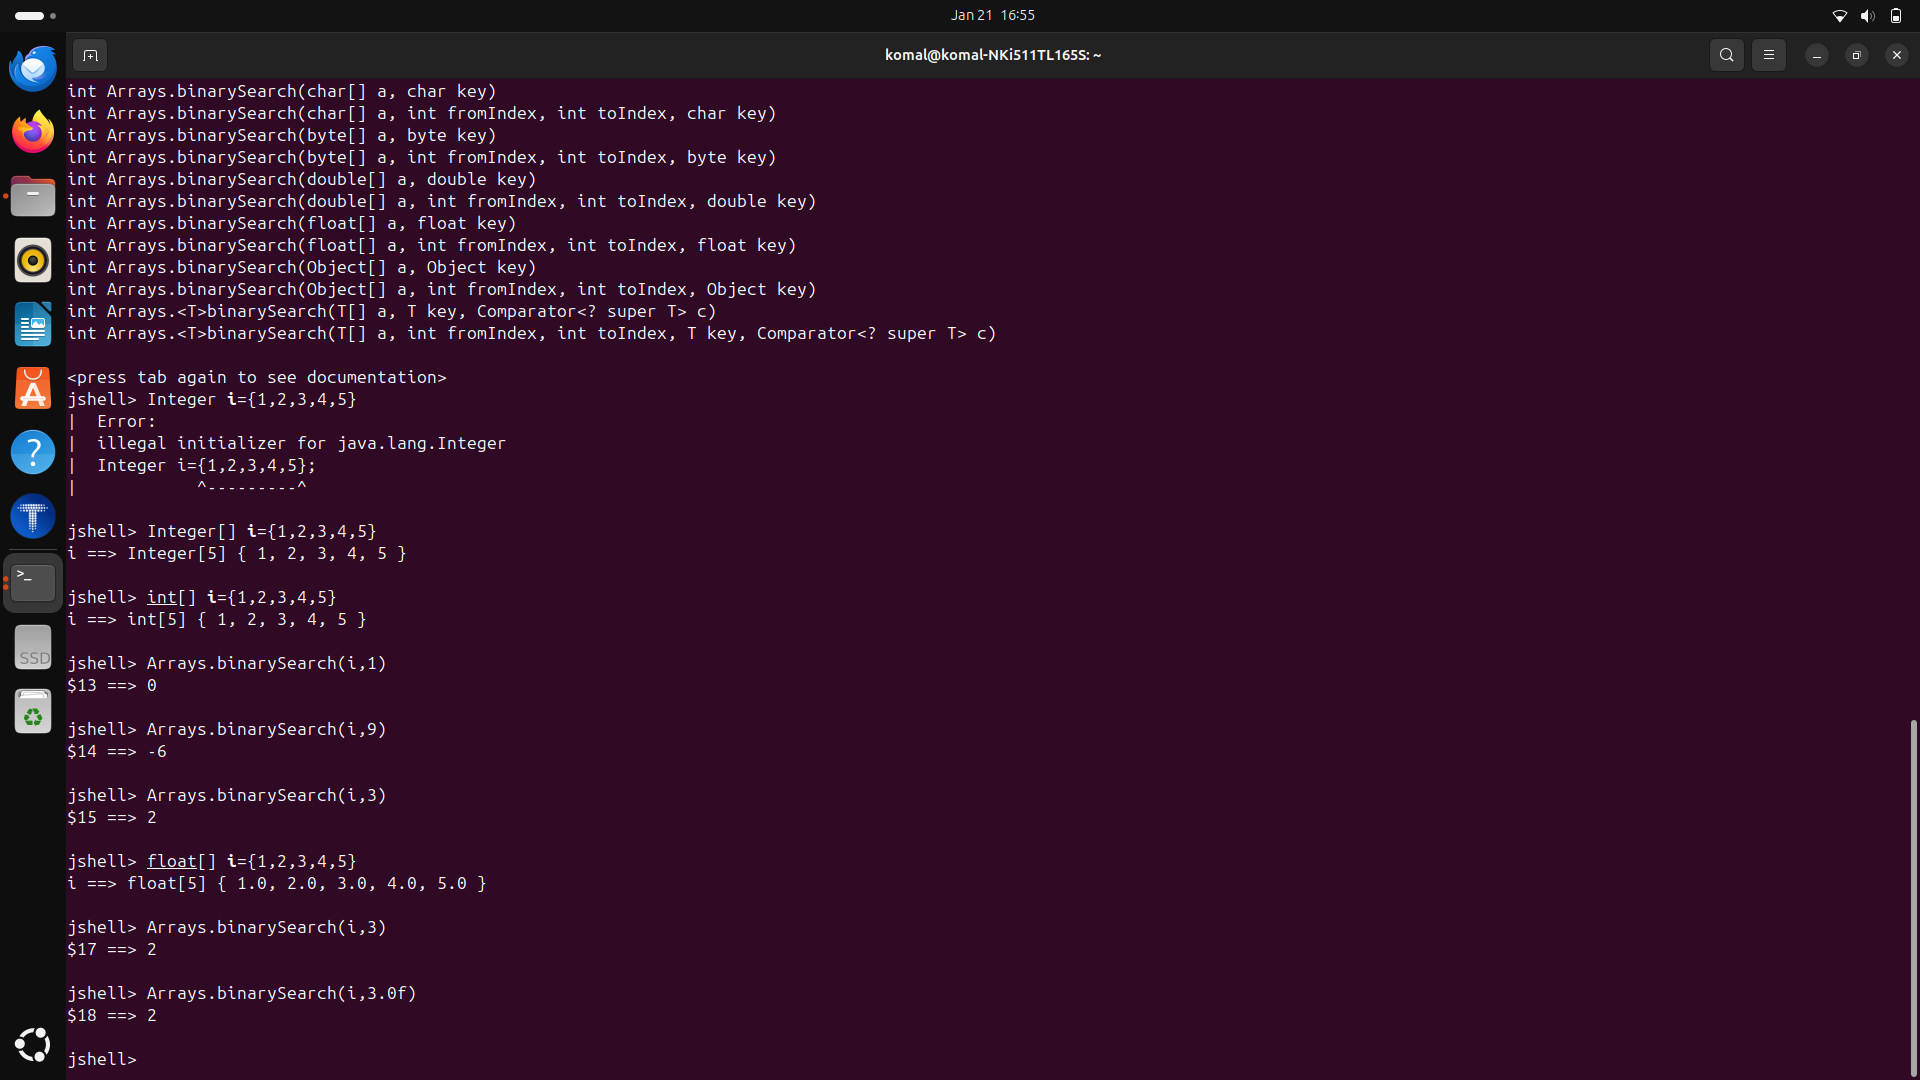 Jan 21 16:55
komal@komal-NKi511TL165S: ~
int Arrays.binarySearch(char[] a, char key)
int Arrays.binarySearch(char[] a, int fromIndex, int toIndex, char key)
int Arrays.binarySearch(byte[] a, byte key)
int Arrays.binarySearch(byte[] a, int fromIndex, int toIndex, byte key)
int Arrays.binarySearch(double[] a, double key)
int Arrays.binarySearch(double[] a, int fromIndex, int toIndex, double key)
int Arrays.binarySearch(float[] a, float key)
int Arrays.binarySearch(float[] a, int fromIndex, int toIndex, float key)
int Arrays.binarySearch(Object[] a, Object key)
int Arrays.binarySearch(Object[] a, int fromIndex, int toIndex, Object key)
int Arrays.<T>binarySearch(T[] a, T key, Comparator<? super T> c)
int Arrays.<T>binarySearch(T[] a, int fromIndex, int toIndex, T key, Comparator<? super T> c)
<press tab again to see documentation>
jshell> Integer i={1,2,3,4,5}
|  Error:
|  illegal initializer for java.lang.Integer
|  Integer i={1,2,3,4,5};
|            ^---------^
jshell> Integer[] i={1,2,3,4,5}
i ==> Integer[5] { 1, 2, 3, 4, 5 }
jshell> int[] i={1,2,3,4,5}
i ==> int[5] { 1, 2, 3, 4, 5 }
jshell> Arrays.binarySearch(i,1)
$13 ==> 0
jshell> Arrays.binarySearch(i,9)
$14 ==> -6
jshell> Arrays.binarySearch(i,3)
$15 ==> 2
jshell> float[] i={1,2,3,4,5}
i ==> float[5] { 1.0, 2.0, 3.0, 4.0, 5.0 }
jshell> Arrays.binarySearch(i,3)
$17 ==> 2
jshell> Arrays.binarySearch(i,3.0f)
$18 ==> 2
jshell>
SSD